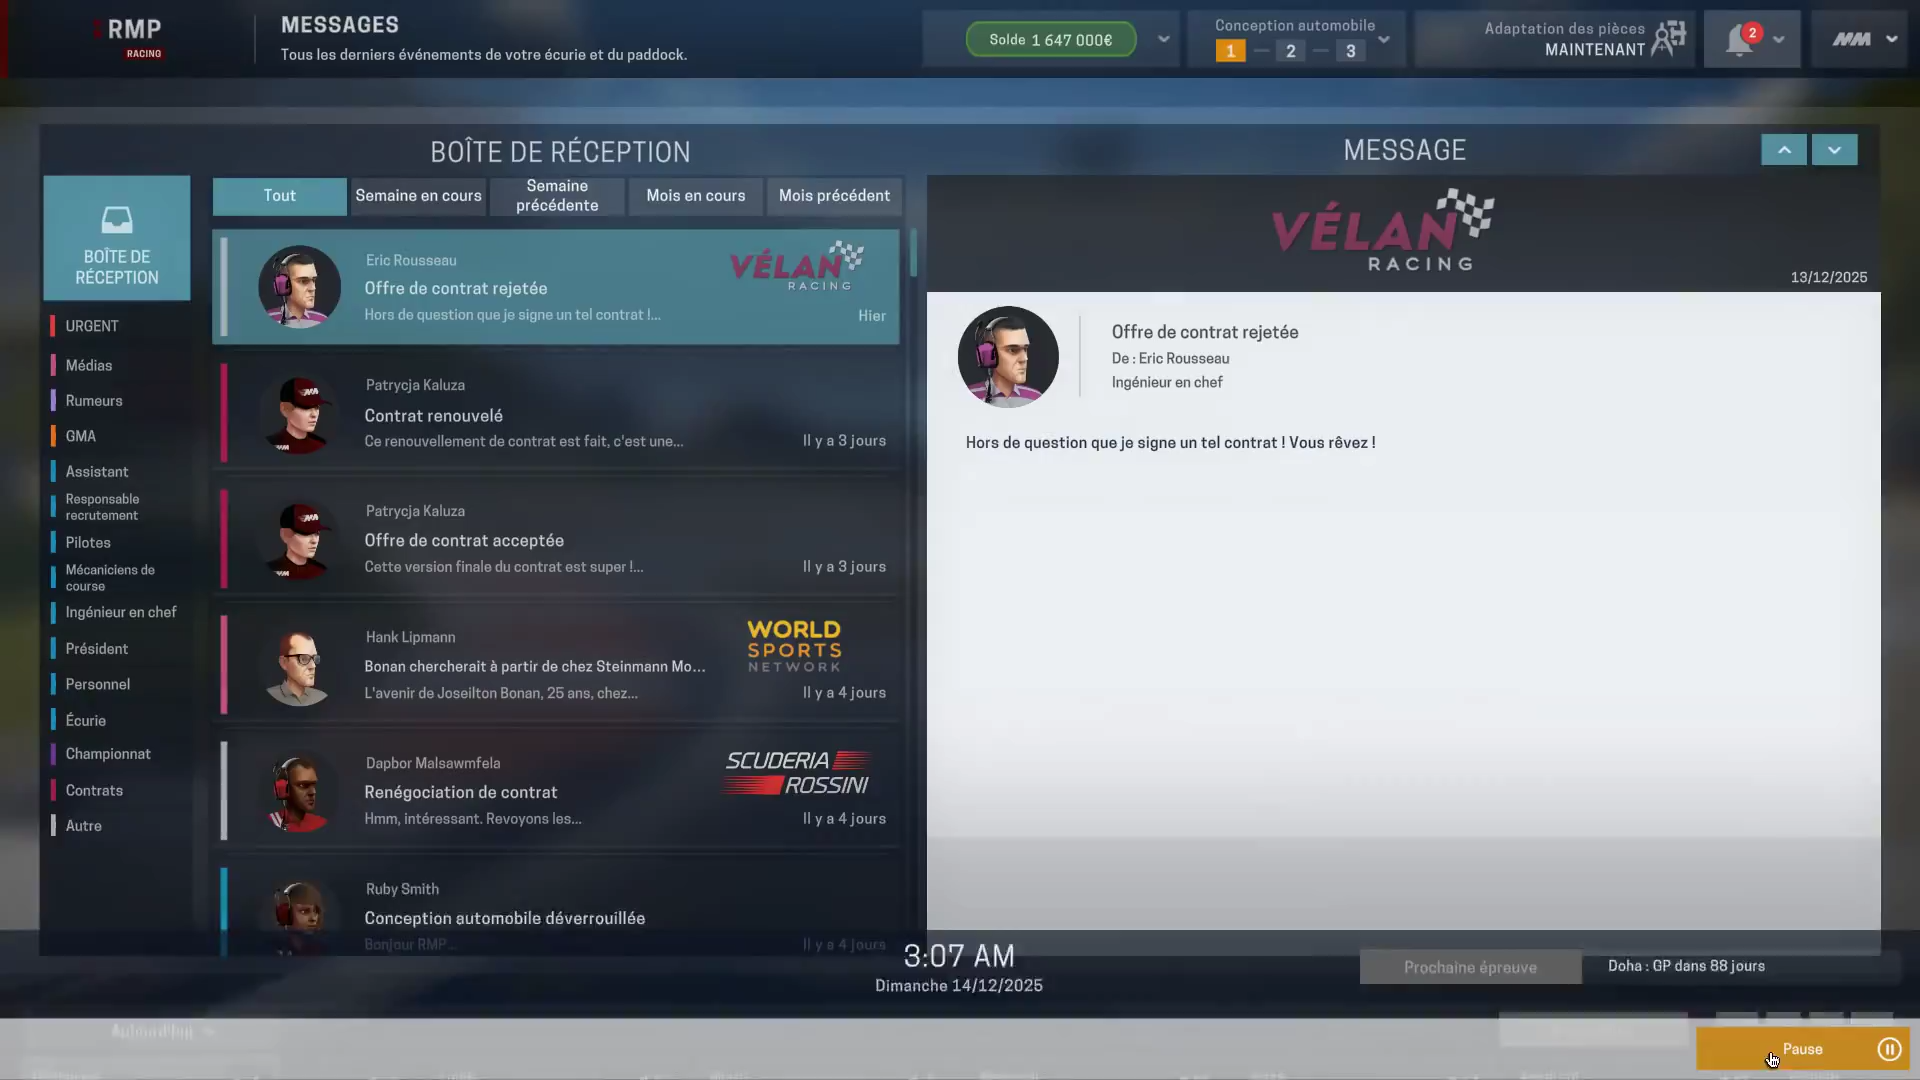 RMP
RACING
MESSAGES
Tous les derniers événements de votre écurie et du paddock.
Solde 1 647 000€
Conception automobile
1 2 3
Adaptation des pièces
MAINTENANT
2
BOÎTE DE RÉCEPTION
MESSAGE
BOÎTE DE
RÉCEPTION
URGENT
Médias
Rumeurs
GMA
Assistant
Responsable
recrutement
Pilotes
Mécaniciens de
course
Ingénieur en chef
Président
Personnel
Écurie
Championnat
Contrats
Autre
Tout
Semaine en cours
Semaine
précédente
Mois en cours
Mois précédent
Eric Rousseau
Offre de contrat rejetée
Hors de question que je signe un tel contrat !...
VÉLAN
RACING
Hier
Patrycja Kaluza
Contrat renouvelé
Ce renouvellement de contrat est fait, c'est une...
Il y a 3 jours
Patrycja Kaluza
Offre de contrat acceptée
Cette version finale du contrat est super !...
Il y a 3 jours
Hank Lipmann
Bonan chercherait à partir de chez Steinmann Mo...
L'avenir de Joseilton Bonan, 25 ans, chez...
WORLD
SPORTS
NETWORK
Il y a 4 jours
Dapbor Malsawmfela
Renégociation de contrat
Hmm, intéressant. Revoyons les...
SCUDERIA
ROSSINI
Il y a 4 jours
Ruby Smith
Conception automobile déverrouillée
Bonjour RMP...
Il y a 4 jours
VÉLAN
RACING
13/12/2025
Offre de contrat rejetée
De : Eric Rousseau
Ingénieur en chef
Hors de question que je signe un tel contrat ! Vous rêvez !
3:07 AM
Dimanche 14/12/2025
Prochaine épreuve
Doha : GP dans 88 jours
Aujourd'hui
Pause